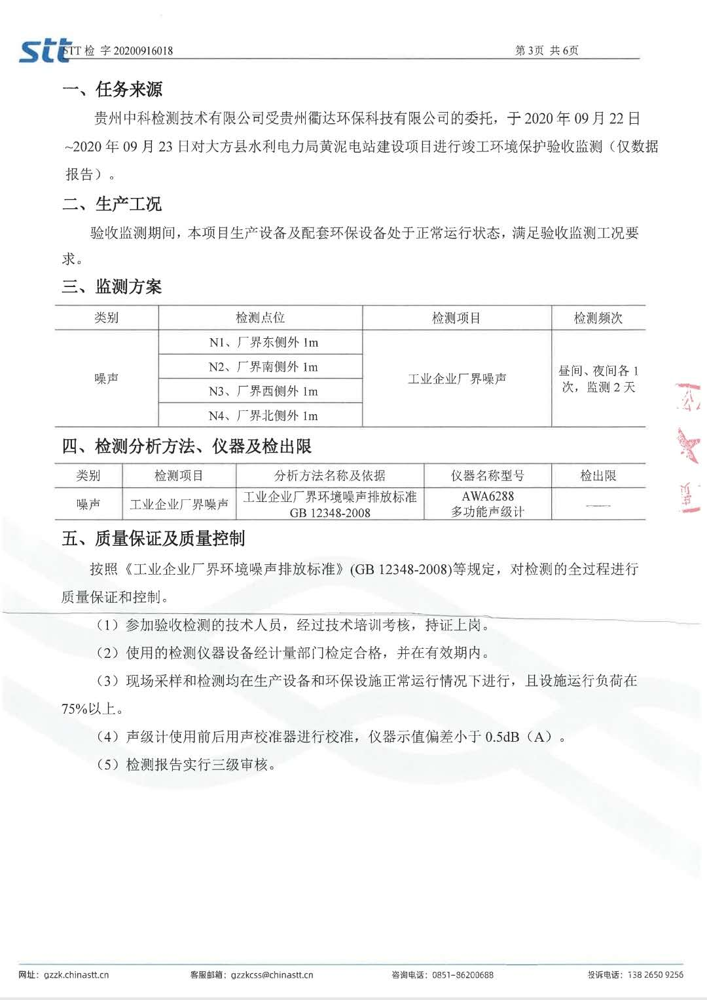 stt
STT 检 字 20200916018 第 3页 共 6页
一、任务来源
贵州中科检测技术有限公司受贵州衢达环保科技有限公司的委托，于 2020 年 09 月 22 日
~2020 年 09 月 23 日对大方县水利电力局黄泥电站建设项目进行竣工环境保护验收监测（仅数据
报告）。
二、生产工况
验收监测期间，本项目生产设备及配套环保设备处于正常运行状态，满足验收监测工况要
求。
三、监测方案
类别 检测点位 检测项目 检测频次
噪声
N1、厂界东侧外 1m
N2、厂界南侧外 1m
N3、厂界西侧外 1m
N4、厂界北侧外 1m
工业企业厂界噪声
昼间、夜间各 1
次，监测 2 天
四、检测分析方法、仪器及检出限
类别 检测项目 分析方法名称及依据 仪器名称型号 检出限
噪声 工业企业厂界噪声
工业企业厂界环境噪声排放标准
GB 12348-2008
AWA6288
多功能声级计
——
五、质量保证及质量控制
按照《工业企业厂界环境噪声排放标准》(GB 12348-2008)等规定，对检测的全过程进行
质量保证和控制。
（1）参加验收检测的技术人员，经过技术培训考核，持证上岗。
（2）使用的检测仪器设备经计量部门检定合格，并在有效期内。
（3）现场采样和检测均在生产设备和环保设施正常运行情况下进行，且设施运行负荷在
75%以上。
（4）声级计使用前后用声校准器进行校准，仪器示值偏差小于 0.5dB（A）。
（5）检测报告实行三级审核。
网址：gzzk.chinastt.cn 客服邮箱：gzzkcss@chinastt.cn 咨询电话：0851-86200688 投诉电话：138 2650 9256